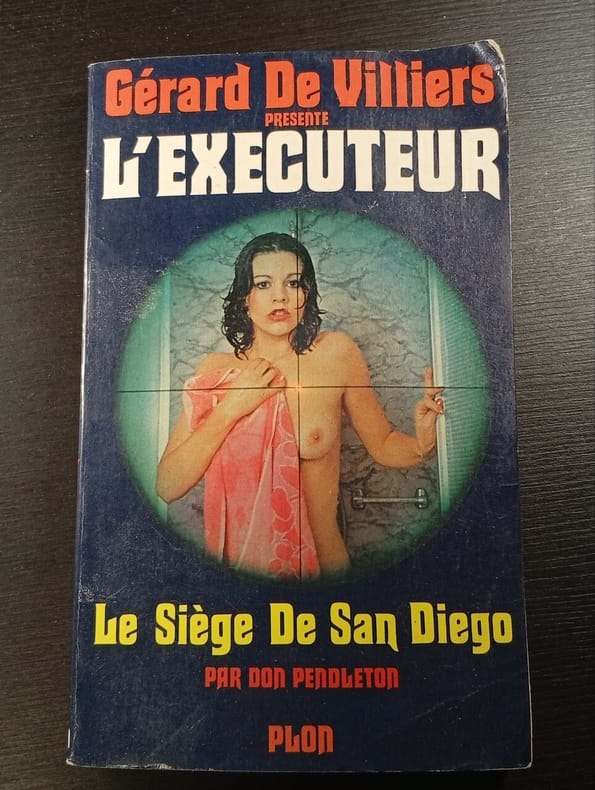 Gérard De Villiers
PRESENTE
L'EXECUTEUR
Le Siège De San Diego
PAR DON PENDLETON
PLON